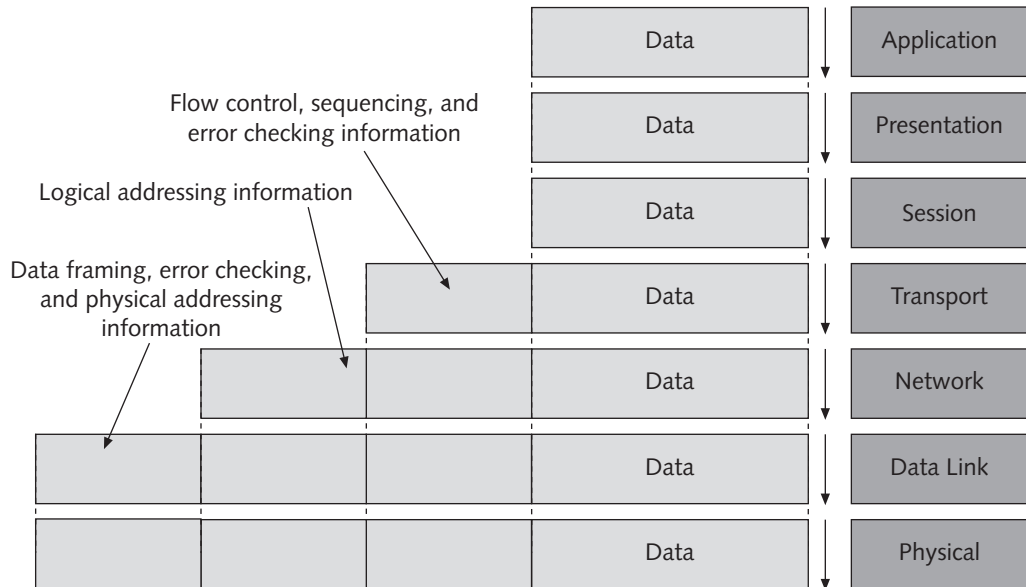 Data
Application
Flow control, sequencing, and
error checking information
Data
Presentation
Logical addressing information
Data
Session
Data framing, error checking,
and physical addressing
information
Data
Transport
Data
Network
Data
Data Link
Data
Physical